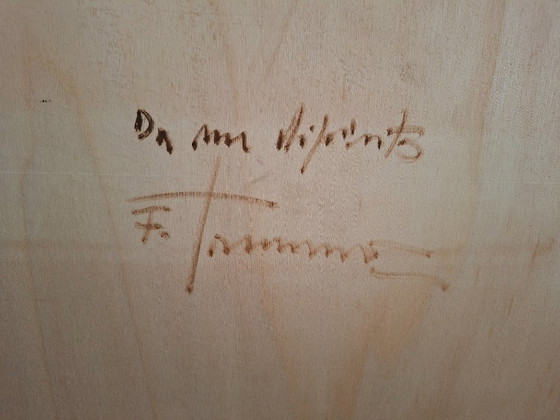 Da un dipinto
F.